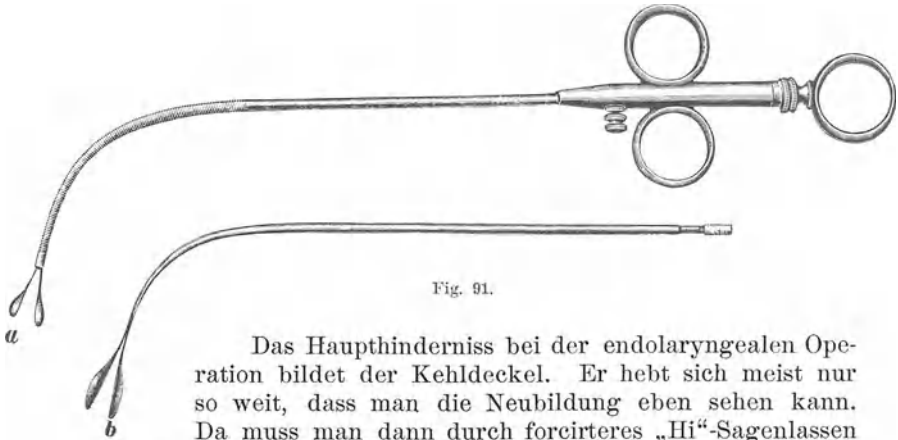 a
Fig. 91.
b
Das Haupthinderniss bei der endolaryngealen Ope-
ration bildet der Kehldeckel. Er hebt sich meist nur
so weit, dass man die Neubildung eben sehen kann.
Da muss man dann durch forcirteres „Hi“-Sagenlassen